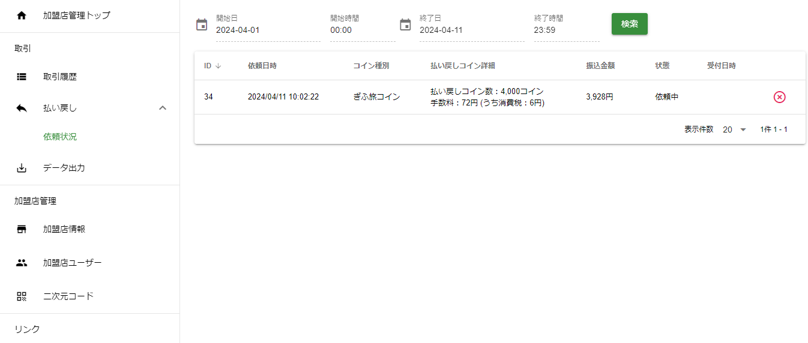 加盟店管理トップ
取引
取引履歴
払い戻し
依頼状況
データ出力
加盟店管理
加盟店情報
加盟店ユーザー
二次元コード
リンク
開始日 開始時間 終了日 終了時間
2024-04-01 00:00 2024-04-11 23:59 検索
ID 依頼日時 コイン種別 払い戻しコイン詳細 振込金額 状態 受付日時
34 2024/04/11 10:02:22 ぎふ旅コイン 払い戻しコイン数：4,000コイン 3,928円 依頼中
手数料：72円 (うち消費税：6円)
表示件数 20 1件 1 - 1